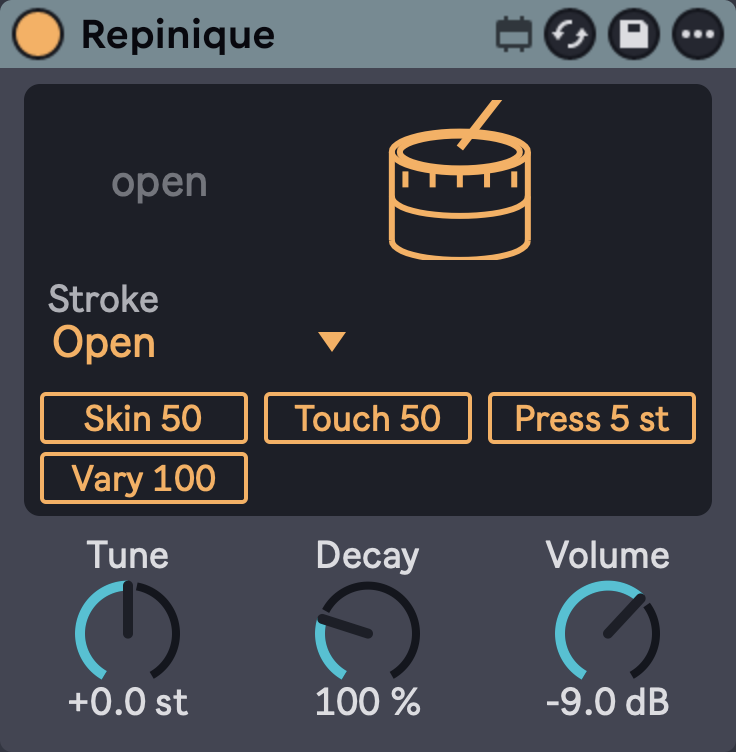 Repinique
open
Stroke
Open
Skin 50 Touch 50 Press 5 st
Vary 100
Tune Decay Volume
+0.0 st 100 % -9.0 dB